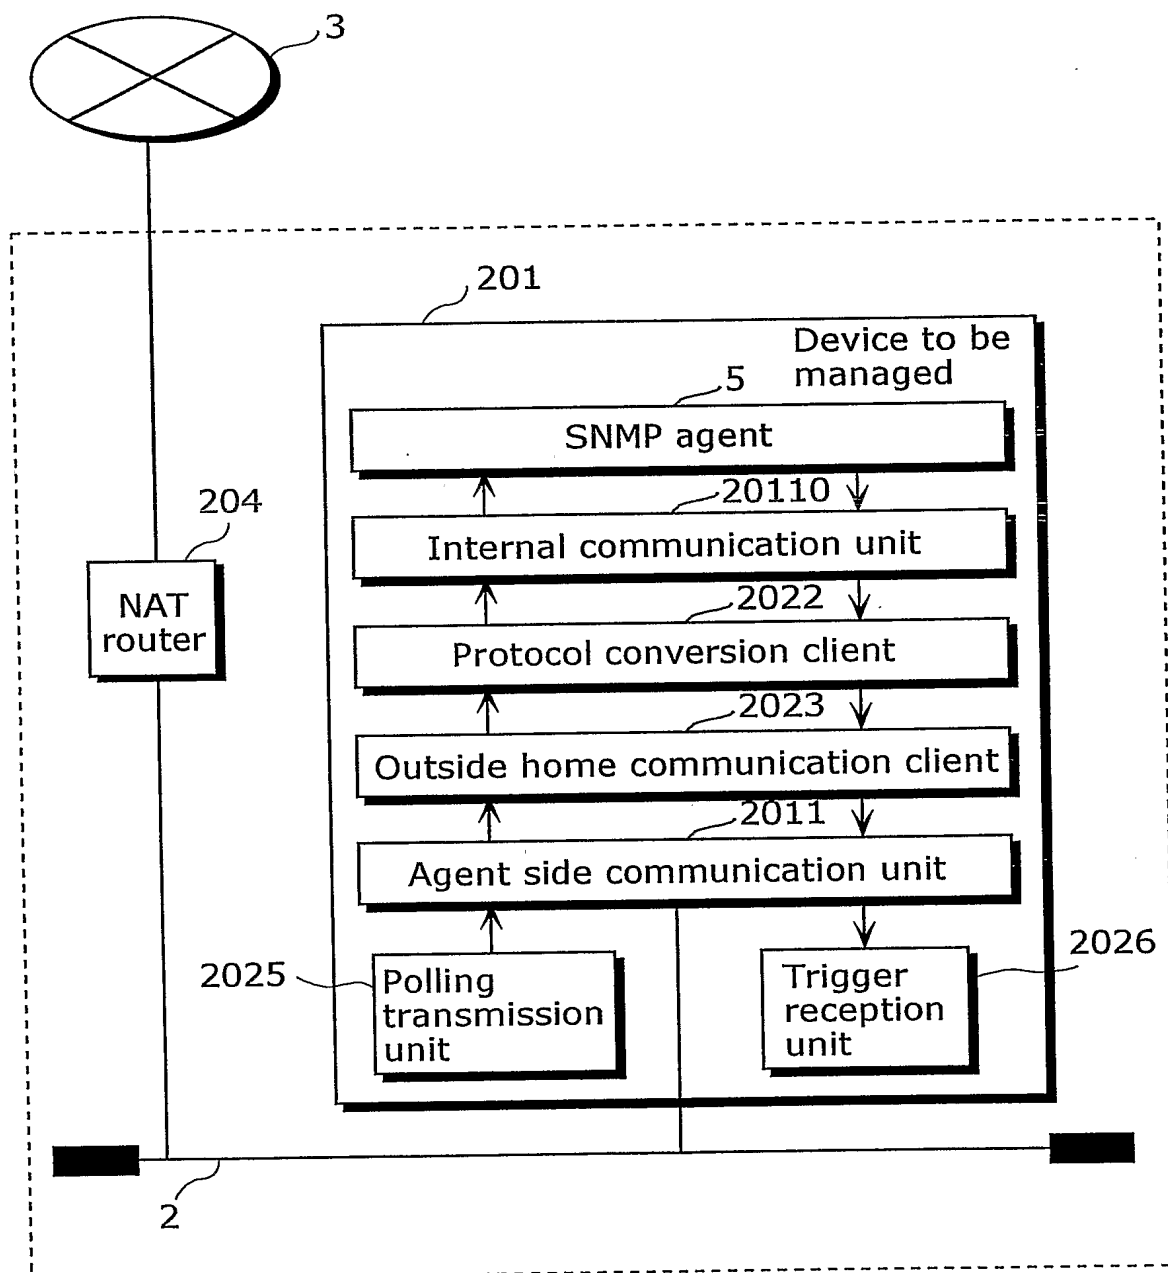 3
201
Device to be
managed
5
SNMP agent
20110
204
Internal communication unit
NAT
router
2022
Protocol conversion client
2023
Outside home communication client
2011
Agent side communication unit
2026
2025
Polling
transmission
unit
Trigger
reception
unit
2